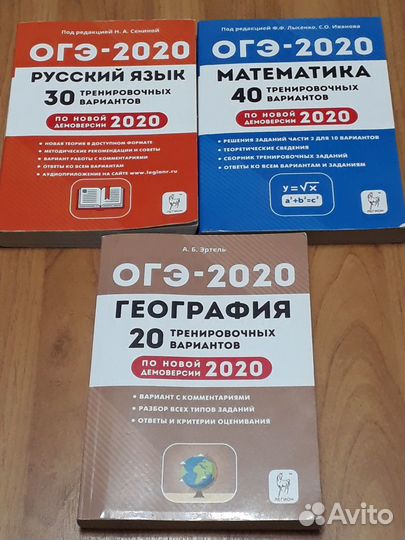 Под редакцией Н. А. Сениной
ОГЭ-2020
РУССКИЙ ЯЗЫК
30 ТРЕНИРОВОЧНЫХ
ВАРИАНТОВ
ПО НОВОЙ
ДЕМОВЕРСИИ 2020
• НОВАЯ ТЕОРИЯ В ДОСТУПНОМ ФОРМАТЕ
• МЕТОДИЧЕСКИЕ РЕКОМЕНДАЦИИ И СОВЕТЫ
• ВАРИАНТ РАБОТЫ С КОММЕНТАРИЯМИ
• ОТВЕТЫ КО ВСЕМ ВАРИАНТАМ
• АУДИОПРИЛОЖЕНИЕ НА САЙТЕ www.legionr.ru
ЛЕГИОН
Под редакцией Ф.Ф. Лысенко, С.О. Иванова
ОГЭ-2020
МАТЕМАТИКА
40 ТРЕНИРОВОЧНЫХ
ВАРИАНТОВ
ПО НОВОЙ
ДЕМОВЕРСИИ 2020
• РЕШЕНИЯ ЗАДАНИЙ ЧАСТИ 2 ДЛЯ 10 ВАРИАНТОВ
• ТЕОРЕТИЧЕСКИЕ СВЕДЕНИЯ
• СБОРНИК ТРЕНИРОВОЧНЫХ ЗАДАНИЙ
• ОТВЕТЫ КО ВСЕМ ВАРИАНТАМ И ЗАДАНИЯМ
y=√x
a²+b²=c²
ЛЕГИОН
А. Б. Эртель
ОГЭ-2020
ГЕОГРАФИЯ
20 ТРЕНИРОВОЧНЫХ
ВАРИАНТОВ
ПО НОВОЙ
ДЕМОВЕРСИИ 2020
• ВАРИАНТ С КОММЕНТАРИЯМИ
• РАЗБОР ВСЕХ ТИПОВ ЗАДАНИЙ
• ОТВЕТЫ И КРИТЕРИИ ОЦЕНИВАНИЯ
ЛЕГИОН
Avito